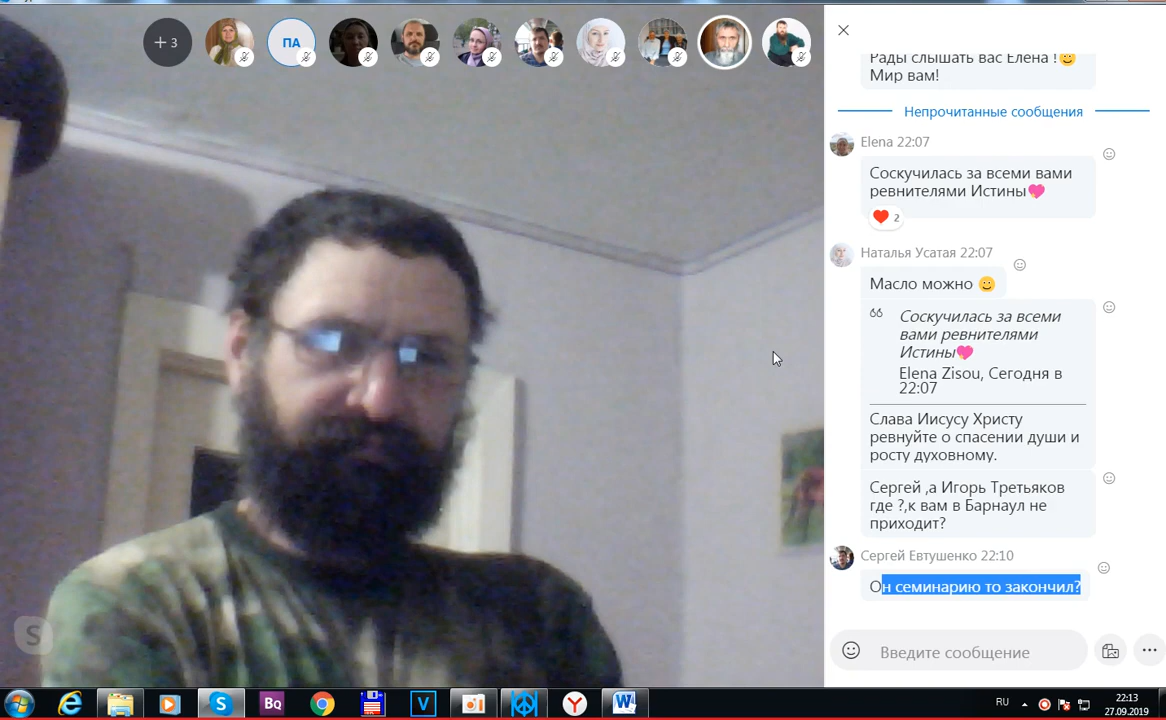 + 3
ПА
Рады слышать вас Елена !
Мир вам!
Непрочитанные сообщения
Elena 22:07
Соскучилась за всеми вами
ревнителями Истины
2
Наталья Усатая 22:07
Масло можно
Соскучилась за всеми
вами ревнителями
Истины
Elena Zisou, Сегодня в
22:07
Слава Иисусу Христу
ревнуйте о спасении души и
росту духовному.
Сергей ,а Игорь Третьяков
где ?,к вам в Барнаул не
приходит?
Сергей Евтушенко 22:10
Он семинарию то закончил?
S
Введите сообщение
S
Bq
V
Y
W
RU
22:13
27.09.2019